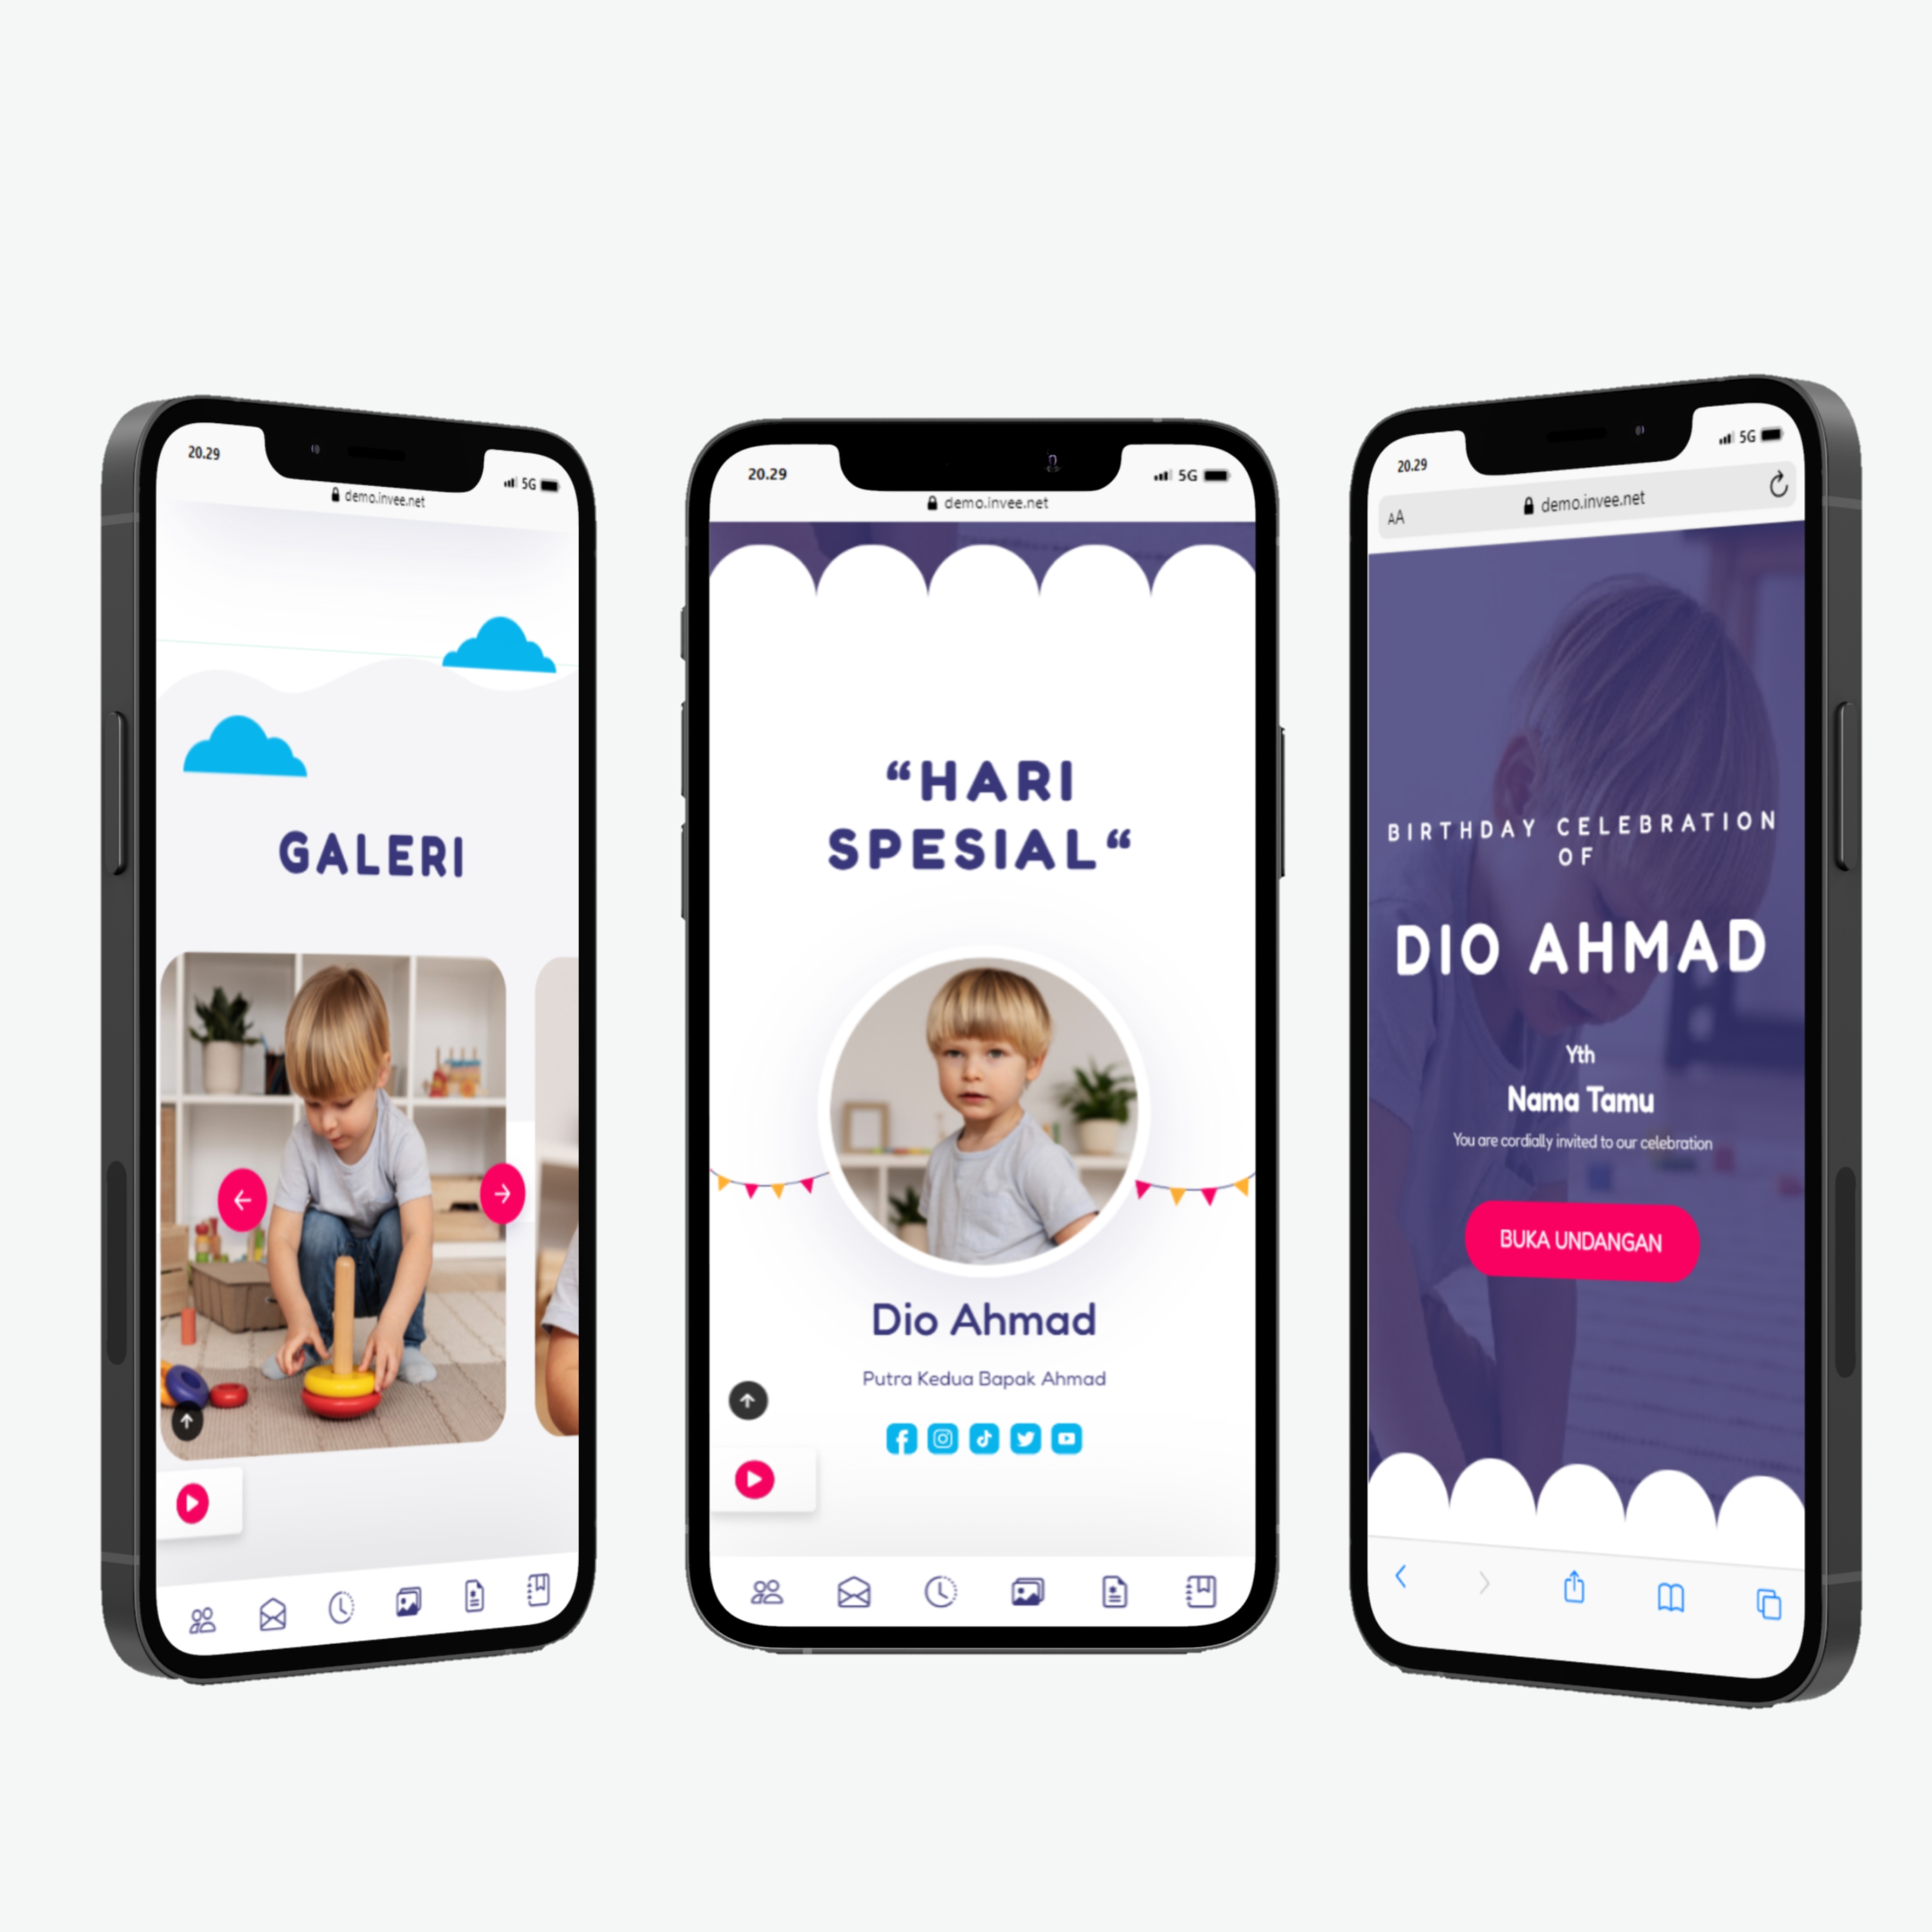 20.29
5G
demo.invee.net
GALERI
20.29
5G
demo.invee.net
“HARI
SPESIAL“
Dio Ahmad
Putra Kedua Bapak Ahmad
20.29
5G
AA
demo.invee.net
BIRTHDAY CELEBRATION
OF
DIO AHMAD
Yth
Nama Tamu
You are cordially invited to our celebration
BUKA UNDANGAN